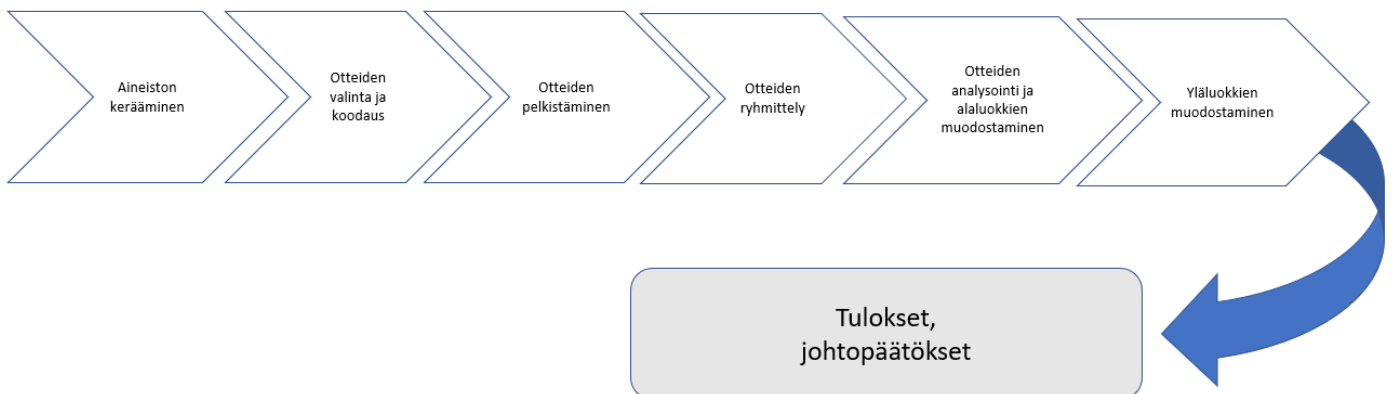 Aineiston
kerääminen
Otteiden
valinta ja
koodaus
Otteiden
pelkistäminen
Otteiden
ryhmittely
Otteiden
analysointi ja
alaluokkien
muodostaminen
Yläluokkien
muodostaminen
Tulokset,
johtopäätökset